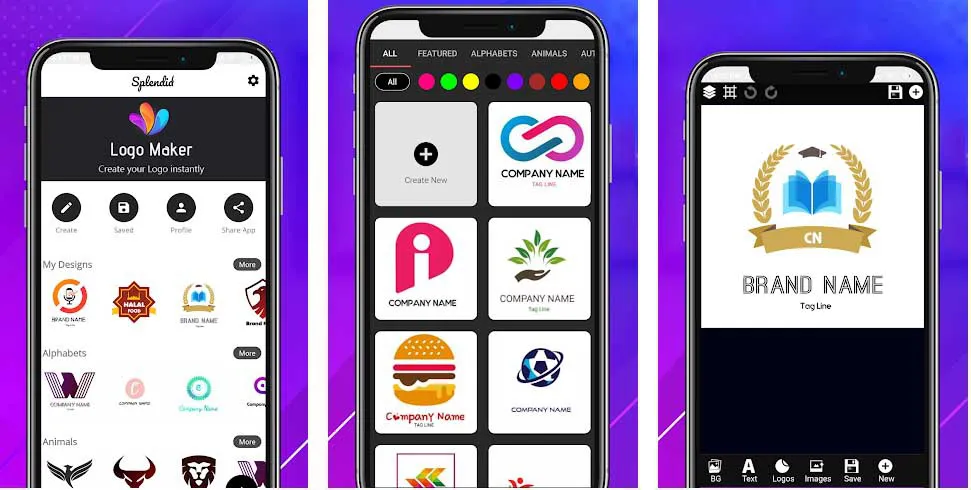 Splendid
Logo Maker
Create your Logo instantly
Create Saved Profile Share App
My Designs More
BRAND NAME
HALAL
FOOD
BRAND NAME
Brand N
Alphabets More
W
COMPANY NAME
Company Name
Company
Animals More
ALL FEATURED ALPHABETS ANIMALS AUT
All
Create New
COMPANY NAME
TAG LINE
COMPANY NAME
COMPANY NAME
Tag Line
Company Name
TAG LINE
COMPANY NAME
CN
BRAND NAME
Tag Line
BG Text Logos Images Save New